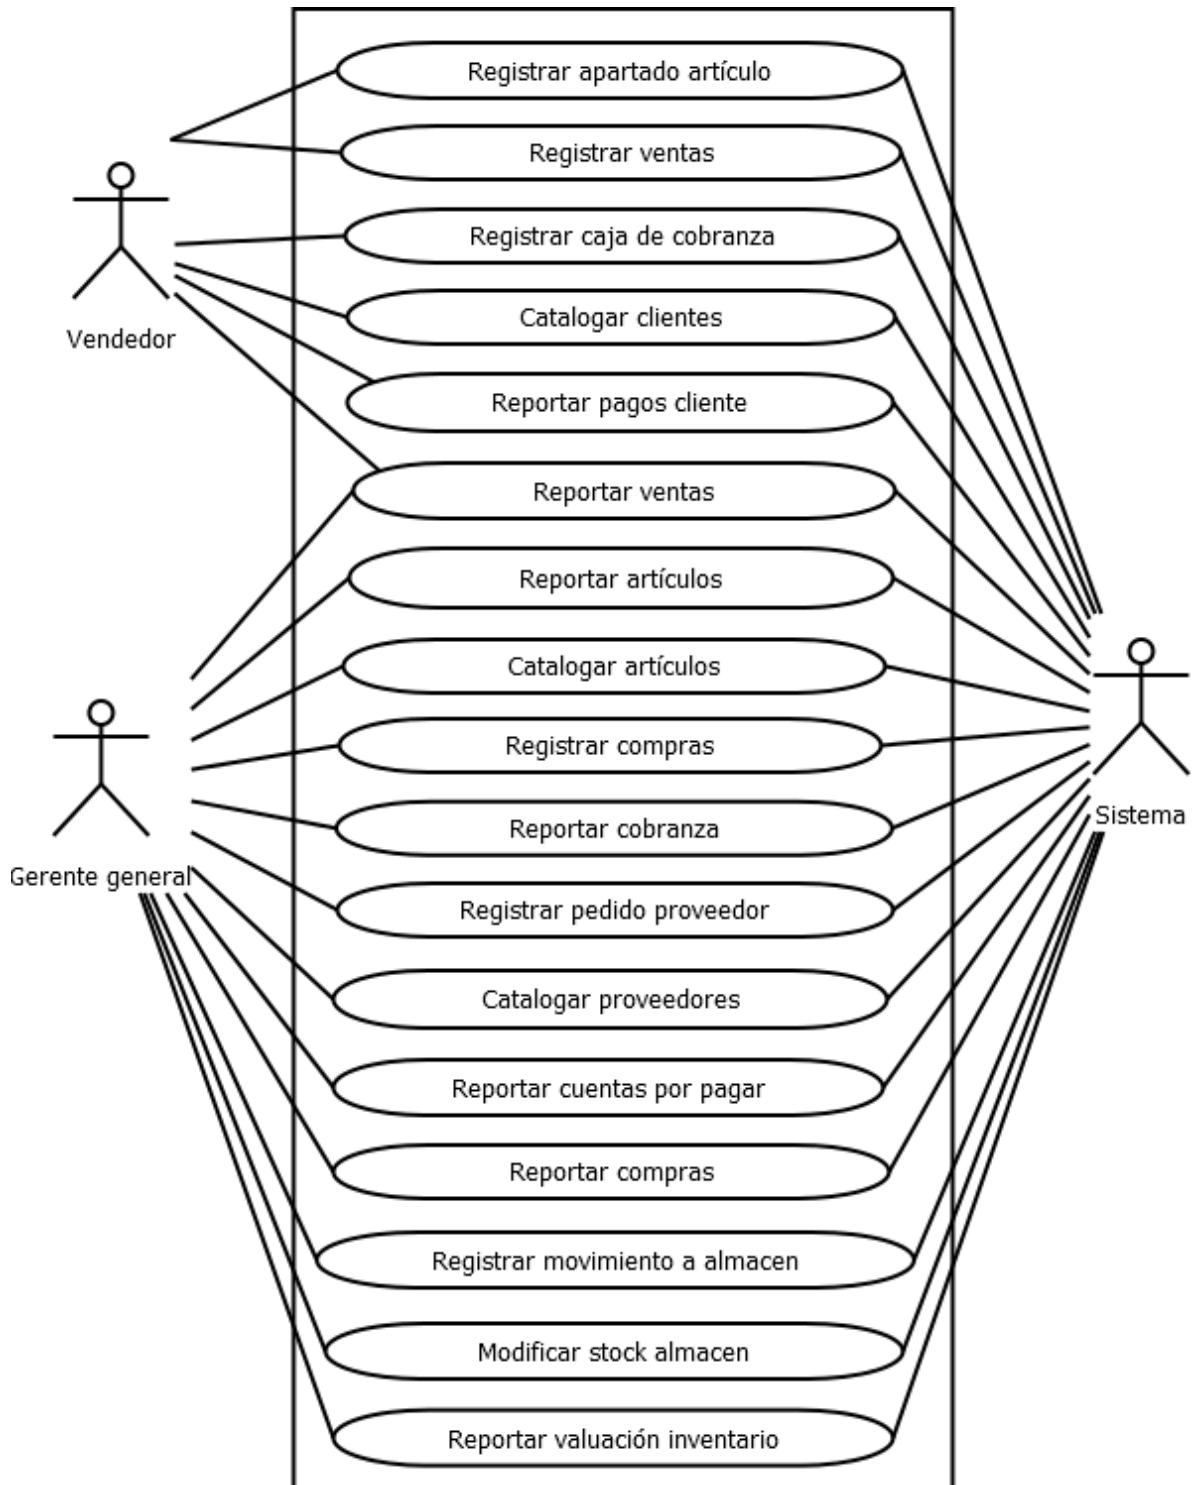 Registrar apartado artículo
Registrar ventas
Registrar caja de cobranza
Catalogar clientes
Vendedor
Reportar pagos cliente
Reportar ventas
Reportar artículos
Catalogar artículos
Registrar compras
Sistema
Reportar cobranza
Gerente general
Registrar pedido proveedor
Catalogar proveedores
Reportar cuentas por pagar
Reportar compras
Registrar movimiento a almacen
Modificar stock almacen
Reportar valuación inventario